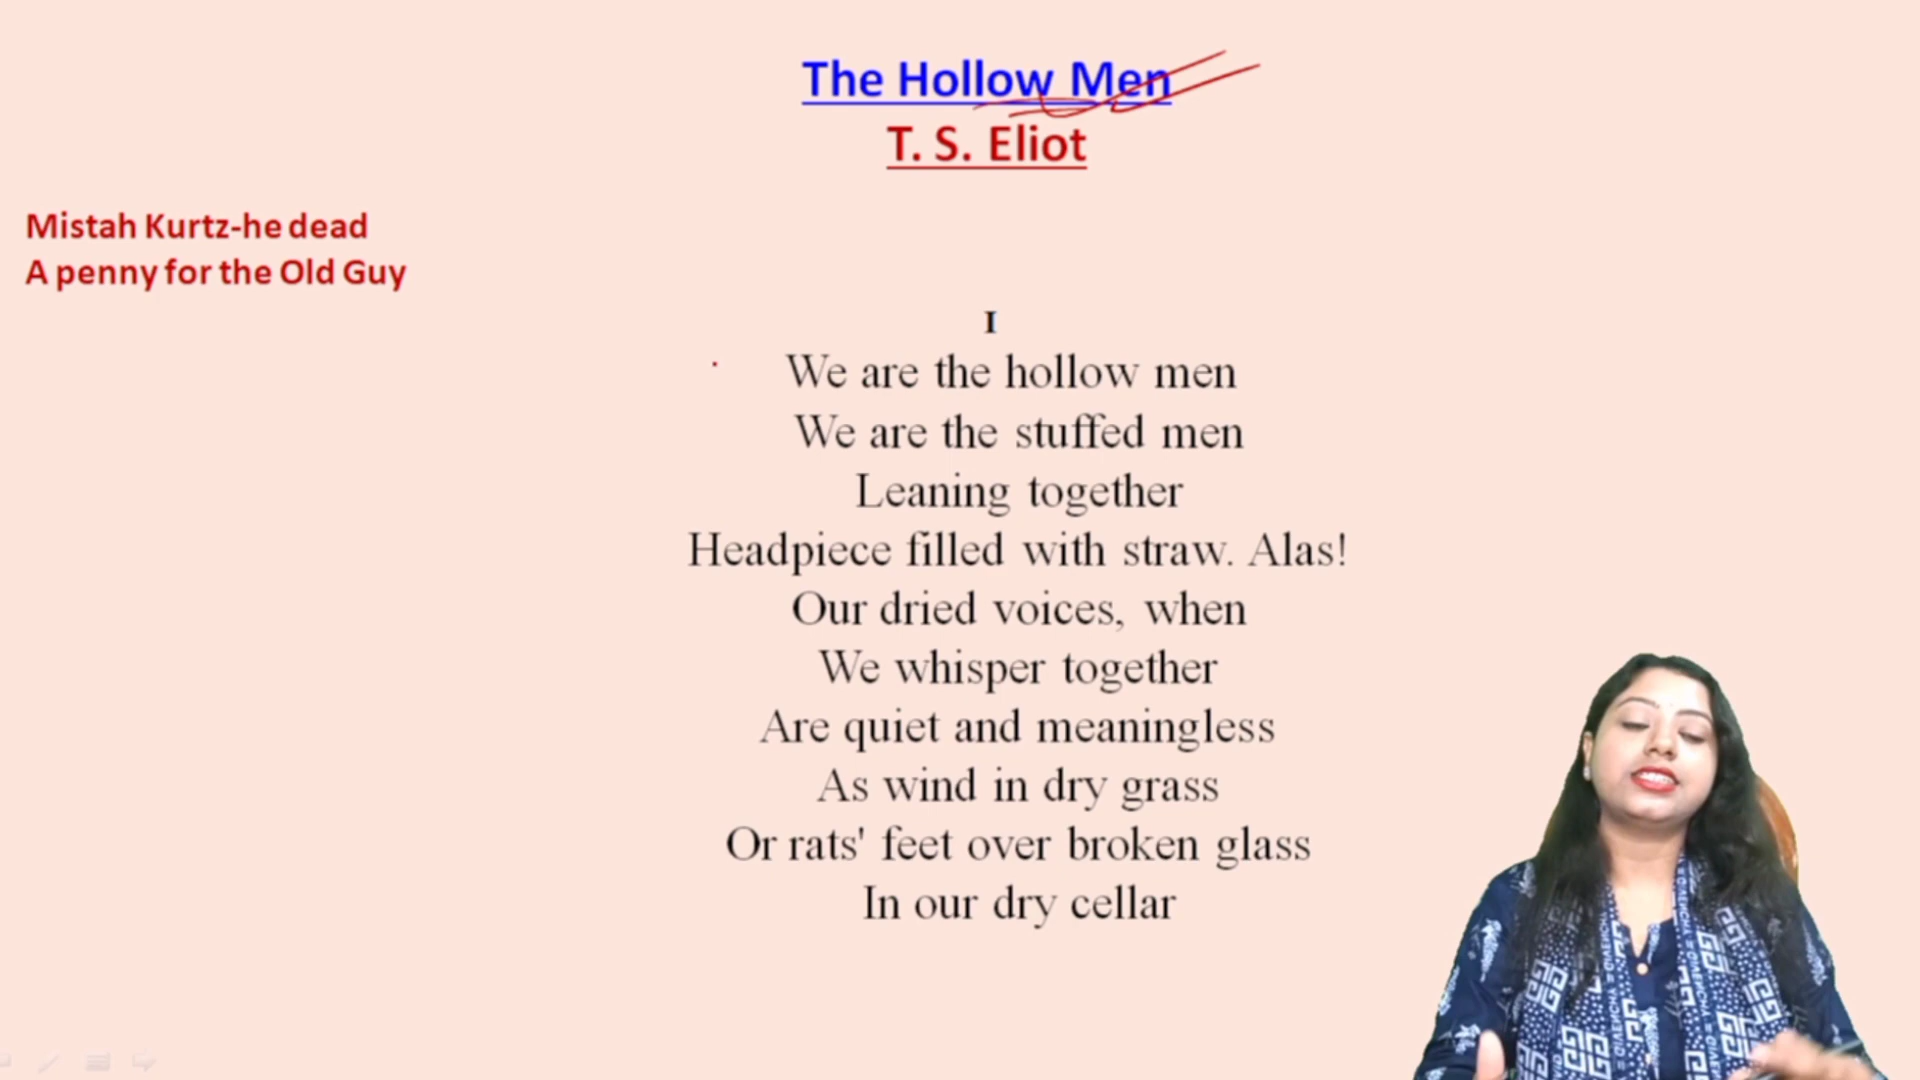 The Hollow Men
T. S. Eliot
Mistah Kurtz-he dead
A penny for the Old Guy
I
We are the hollow men
We are the stuffed men
Leaning together
Headpiece filled with straw. Alas!
Our dried voices, when
We whisper together
Are quiet and meaningless
As wind in dry grass
Or rats' feet over broken glass
In our dry cellar